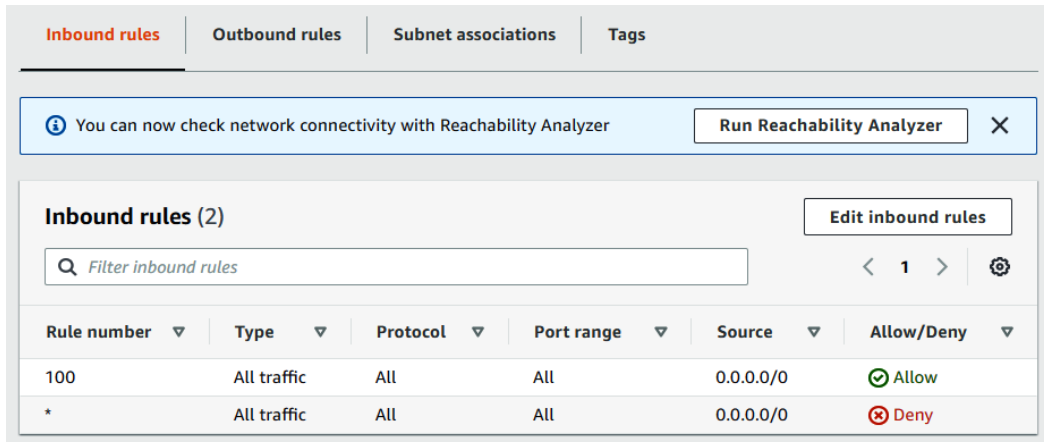 Inbound rules Outbound rules Subnet associations Tags
You can now check network connectivity with Reachability Analyzer Run Reachability Analyzer
Inbound rules (2) Edit inbound rules
Filter inbound rules 1
Rule number Type Protocol Port range Source Allow/Deny
100 All traffic All All 0.0.0.0/0 Allow
* All traffic All All 0.0.0.0/0 Deny